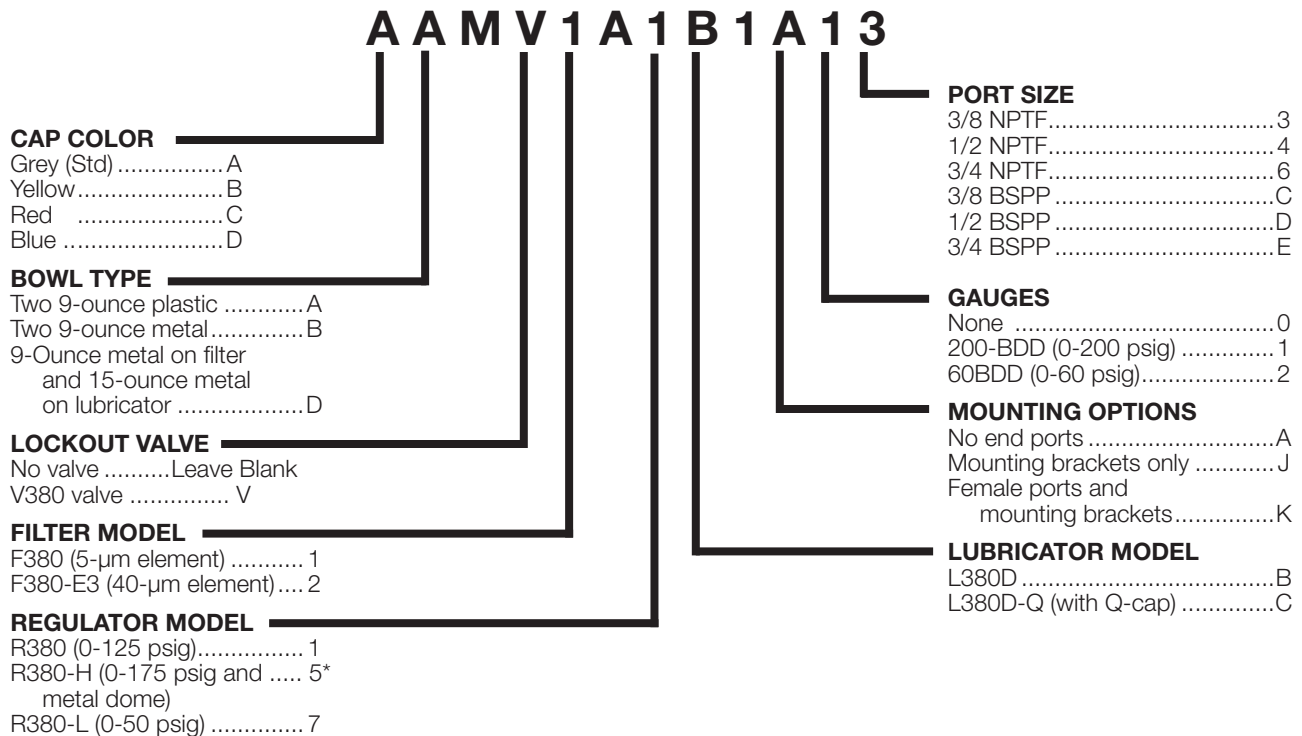 A A M V 1 A 1 B 1 A 1 3
CAP COLOR
Grey (Std) ................A
Yellow......................B
Red ......................C
Blue ........................D
BOWL TYPE
Two 9-ounce plastic ............A
Two 9-ounce metal..............B
9-Ounce metal on filter
and 15-ounce metal
on lubricator ...................D
LOCKOUT VALVE
No valve ..........Leave Blank
V380 valve ............... V
FILTER MODEL
F380 (5-µm element) ........... 1
F380-E3 (40-µm element).... 2
REGULATOR MODEL
R380 (0-125 psig)................ 1
R380-H (0-175 psig and ..... 5*
metal dome)
R380-L (0-50 psig) .............. 7
PORT SIZE
3/8 NPTF..................................3
1/2 NPTF..................................4
3/4 NPTF..................................6
3/8 BSPP .................................C
1/2 BSPP .................................D
3/4 BSPP .................................E
GAUGES
None .......................................0
200-BDD (0-200 psig) ..............1
60BDD (0-60 psig)....................2
MOUNTING OPTIONS
No end ports ............................A
Mounting brackets only ............J
Female ports and
mounting brackets...............K
LUBRICATOR MODEL
L380D ......................................B
L380D-Q (with Q-cap) ..............C